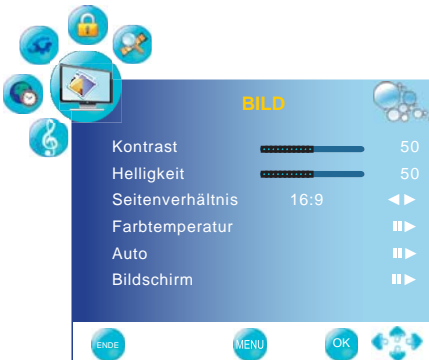 BILD
Kontrast 50
Helligkeit 50
Seitenverhältnis 16:9
Farbtemperatur
Auto
Bildschirm
ENDE MENU OK